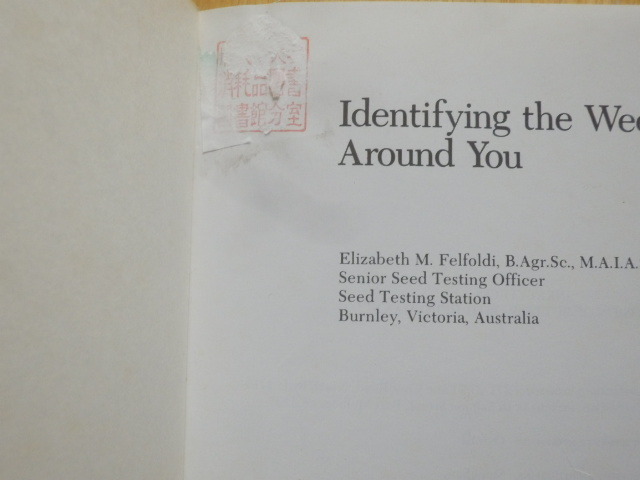 Identifying the Wee
Around You
Elizabeth M. Felfoldi, B.Agr.Sc., M.A.I.A.
Senior Seed Testing Officer
Seed Testing Station
Burnley, Victoria, Australia